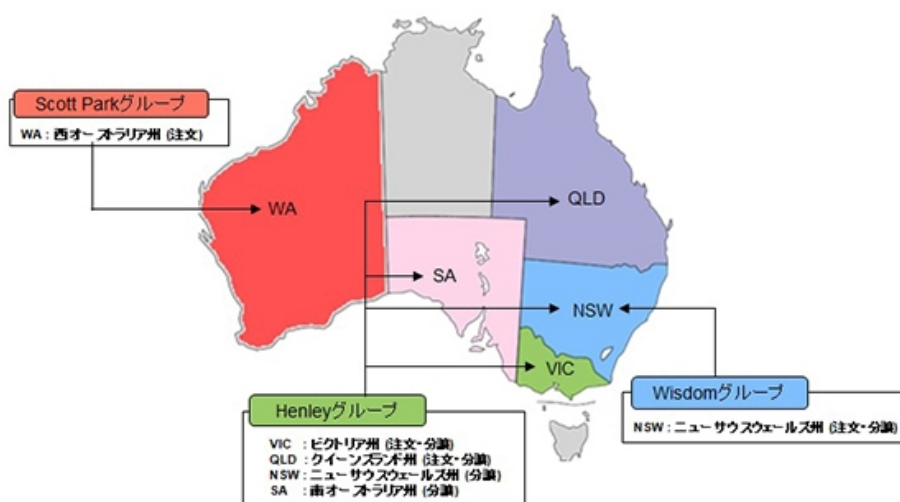 Scott Parkグループ
WA : 西オーストラリア州 (注文)
WA
QLD
SA
NSW
VIC
Henleyグループ
VIC : ビクトリア州 (注文・分譲)
QLD : クイーンズランド州 (注文・分譲)
NSW : ニューサウスウェールズ州 (注文・分譲)
SA : 南オーストラリア州 (分譲)
Wisdomグループ
NSW : ニューサウスウェールズ州 (注文・分譲)